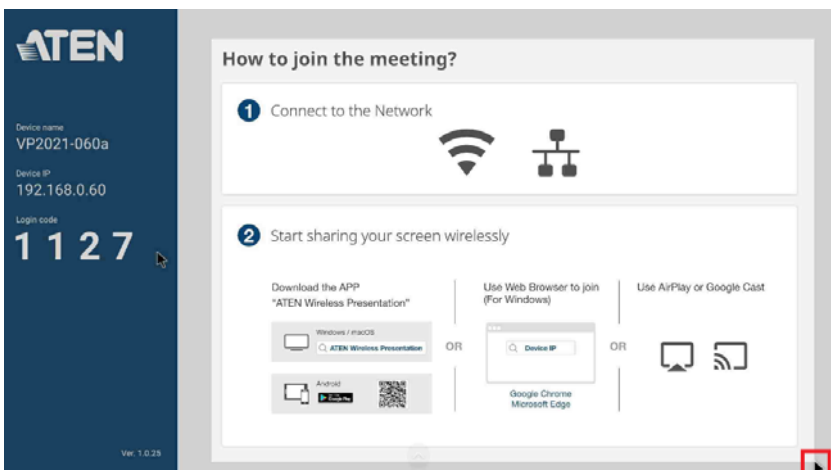 ATEN
Device name
VP2021-060a
Device IP
192.168.0.60
Login code
1127
Ver. 1.0.25
How to join the meeting?
1 Connect to the Network
2 Start sharing your screen wirelessly
Download the APP
"ATEN Wireless Presentation"
Windows / macOS
ATEN Wireless Presentation
Android
Google Play
OR
Use Web Browser to join
(For Windows)
Device IP
Google Chrome
Microsoft Edge
OR
Use AirPlay or Google Cast